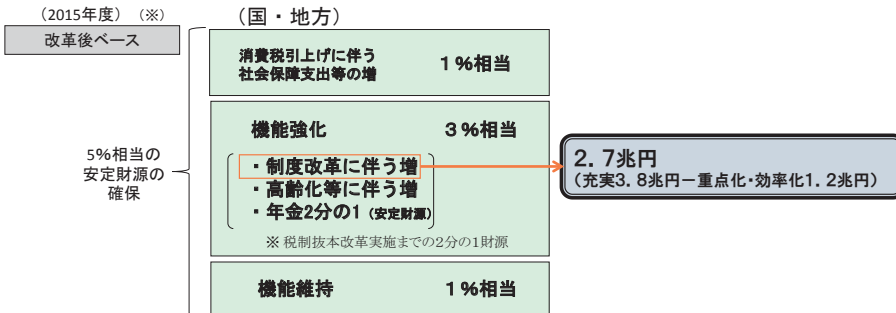 （2015年度）（※）
（国・地方）
改革後ベース
消費税引上げに伴う
社会保障支出等の増
１％相当
機能強化 ３％相当
・制度改革に伴う増
・高齢化等に伴う増
・年金2分の1（安定財源）
※ 税制抜本改革実施までの2分の1財源
5%相当の
安定財源の
確保
２．７兆円
（充実３．８兆円－重点化・効率化１．２兆円）
機能維持 １％相当